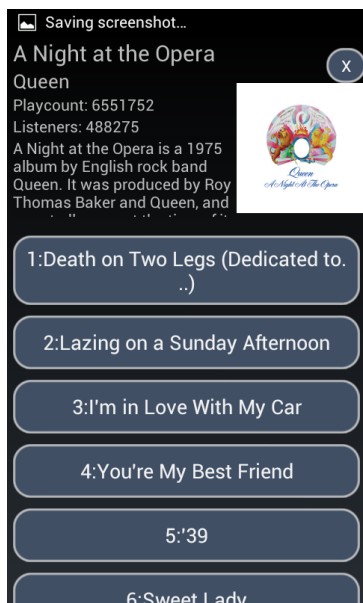 Saving screenshot...
A Night at the Opera
X
Queen
Playcount: 6551752
Listeners: 488275
A Night at the Opera is a 1975
album by English rock band
Queen. It was produced by Roy
Thomas Baker and Queen, and
Queen
A Night At The Opera
1:Death on Two Legs (Dedicated to.
..)
2:Lazing on a Sunday Afternoon
3:I'm in Love With My Car
4:You're My Best Friend
5:'39
6:Sweet Lady